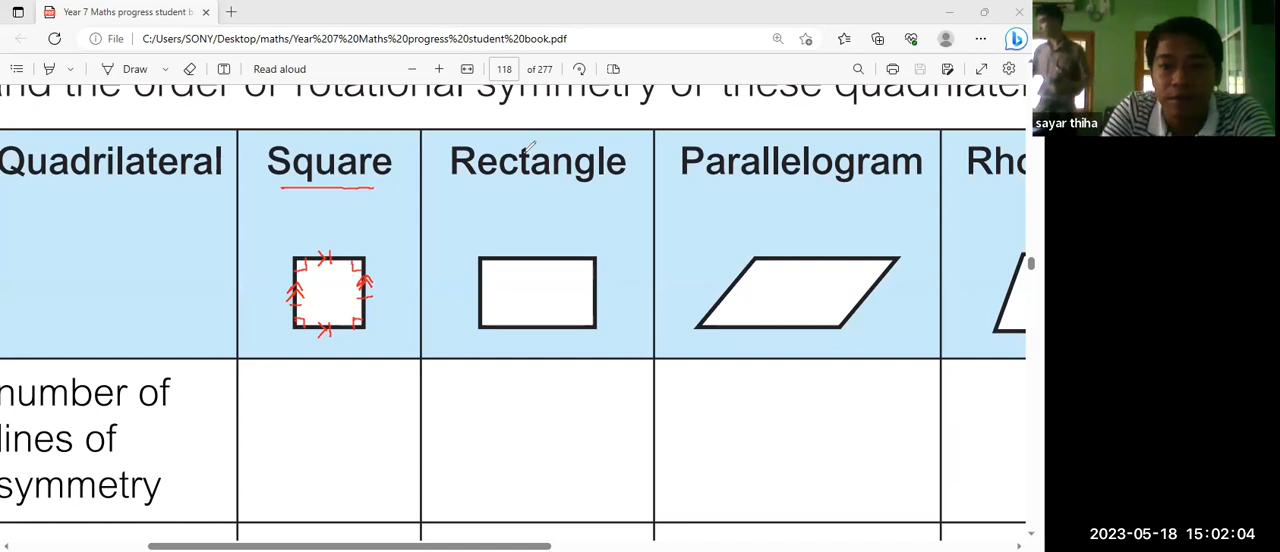 Year 7 Maths progress student b
File
C:/Users/SONY/Desktop/maths/Year%207%20Maths%20progress%20student%20book.pdf
Draw
Read aloud
118
of 277
and the order of rotational symmetry of these quadrilater
Quadrilateral
Square
Rectangle
Parallelogram
Rho
number of
lines of
symmetry
sayar thiha
2023-05-18 15:02:04